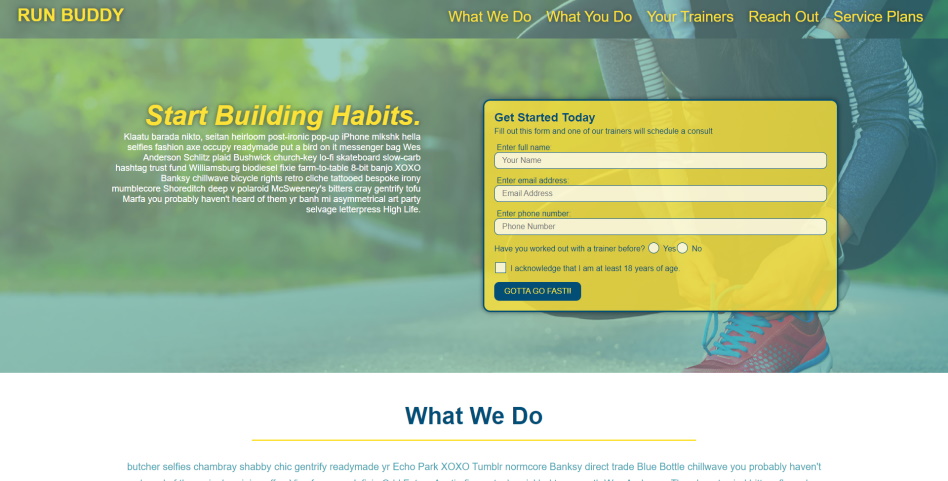 RUN BUDDY
What We Do What You Do Your Trainers Reach Out Service Plans
Start Building Habits.
Klaatu barada nikto, seitan heirloom post-ironic pop-up iPhone mlkshk hella
selfies fashion axe occupy readymade put a bird on it messenger bag Wes
Anderson Schlitz plaid Bushwick church-key lo-fi skateboard slow-carb
hashtag trust fund Williamsburg biodiesel fixie farm-to-table 8-bit banjo XOXO
Banksy chillwave bicycle rights retro cliche tattooed bespoke irony
mumblecore Shoreditch deep v polaroid McSweeney's bitters cray gentrify tofu
Marfa you probably haven't heard of them yr banh mi asymmetrical art party
selvage letterpress High Life.
Get Started Today
Fill out this form and one of our trainers will schedule a consult
Enter full name:
Your Name
Enter email address:
Email Address
Enter phone number:
Phone Number
Have you worked out with a trainer before? Yes No
I acknowledge that I am at least 18 years of age.
GOTTA GO FAST!!
What We Do
butcher selfies chambray shabby chic gentrify readymade yr Echo Park XOXO Tumblr normcore Banksy direct trade Blue Bottle chillwave you probably haven't